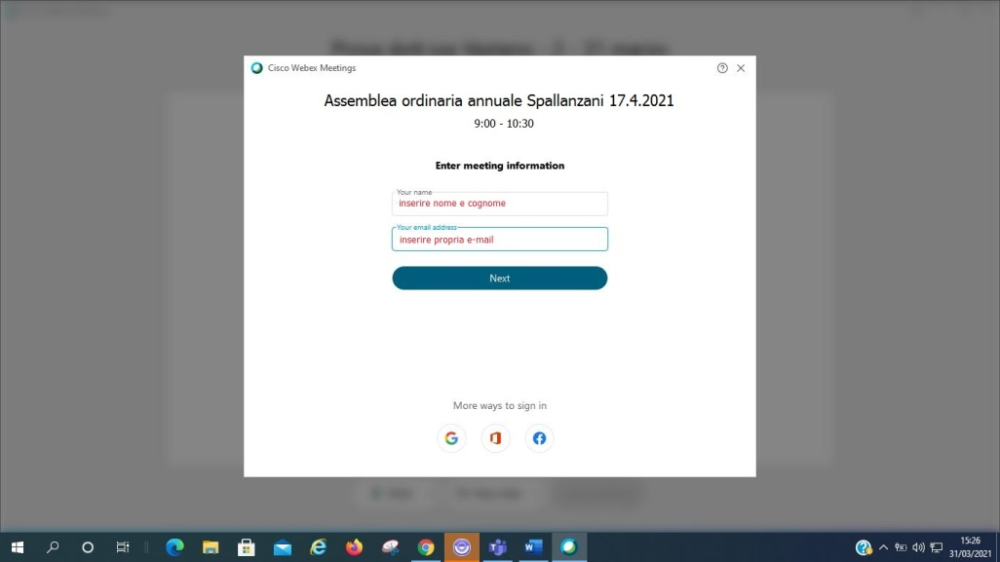 Cisco Webex Meetings
Assemblea ordinaria annuale Spallanzani 17.4.2021
9:00 - 10:30
Enter meeting information
Your name
inserire nome e cognome
Your email address
inserire propria e-mail
Next
More ways to sign in
15:26
31/03/2021